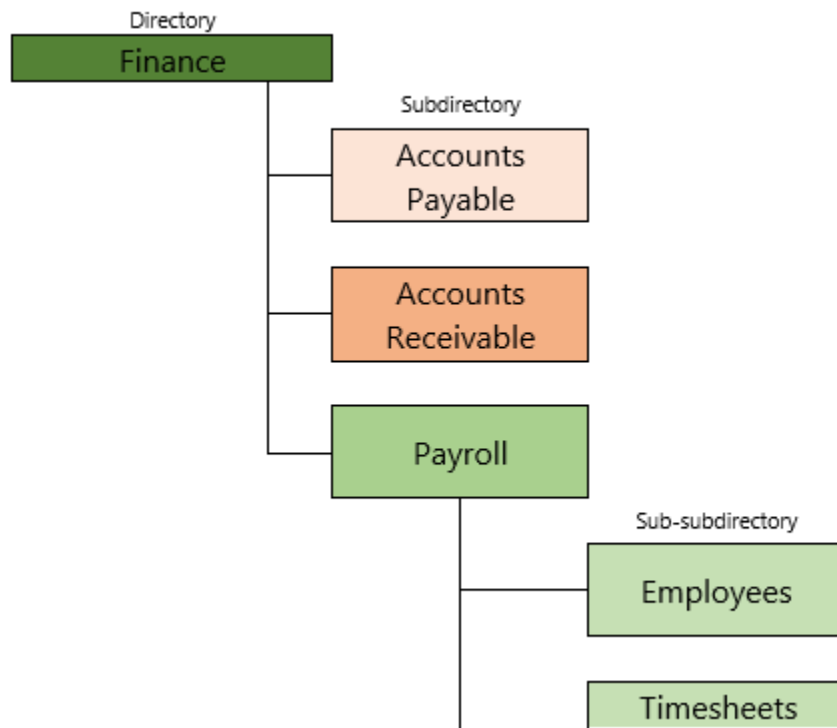 Directory
Finance
Subdirectory
Accounts
Payable
Accounts
Receivable
Payroll
Sub-subdirectory
Employees
Timesheets